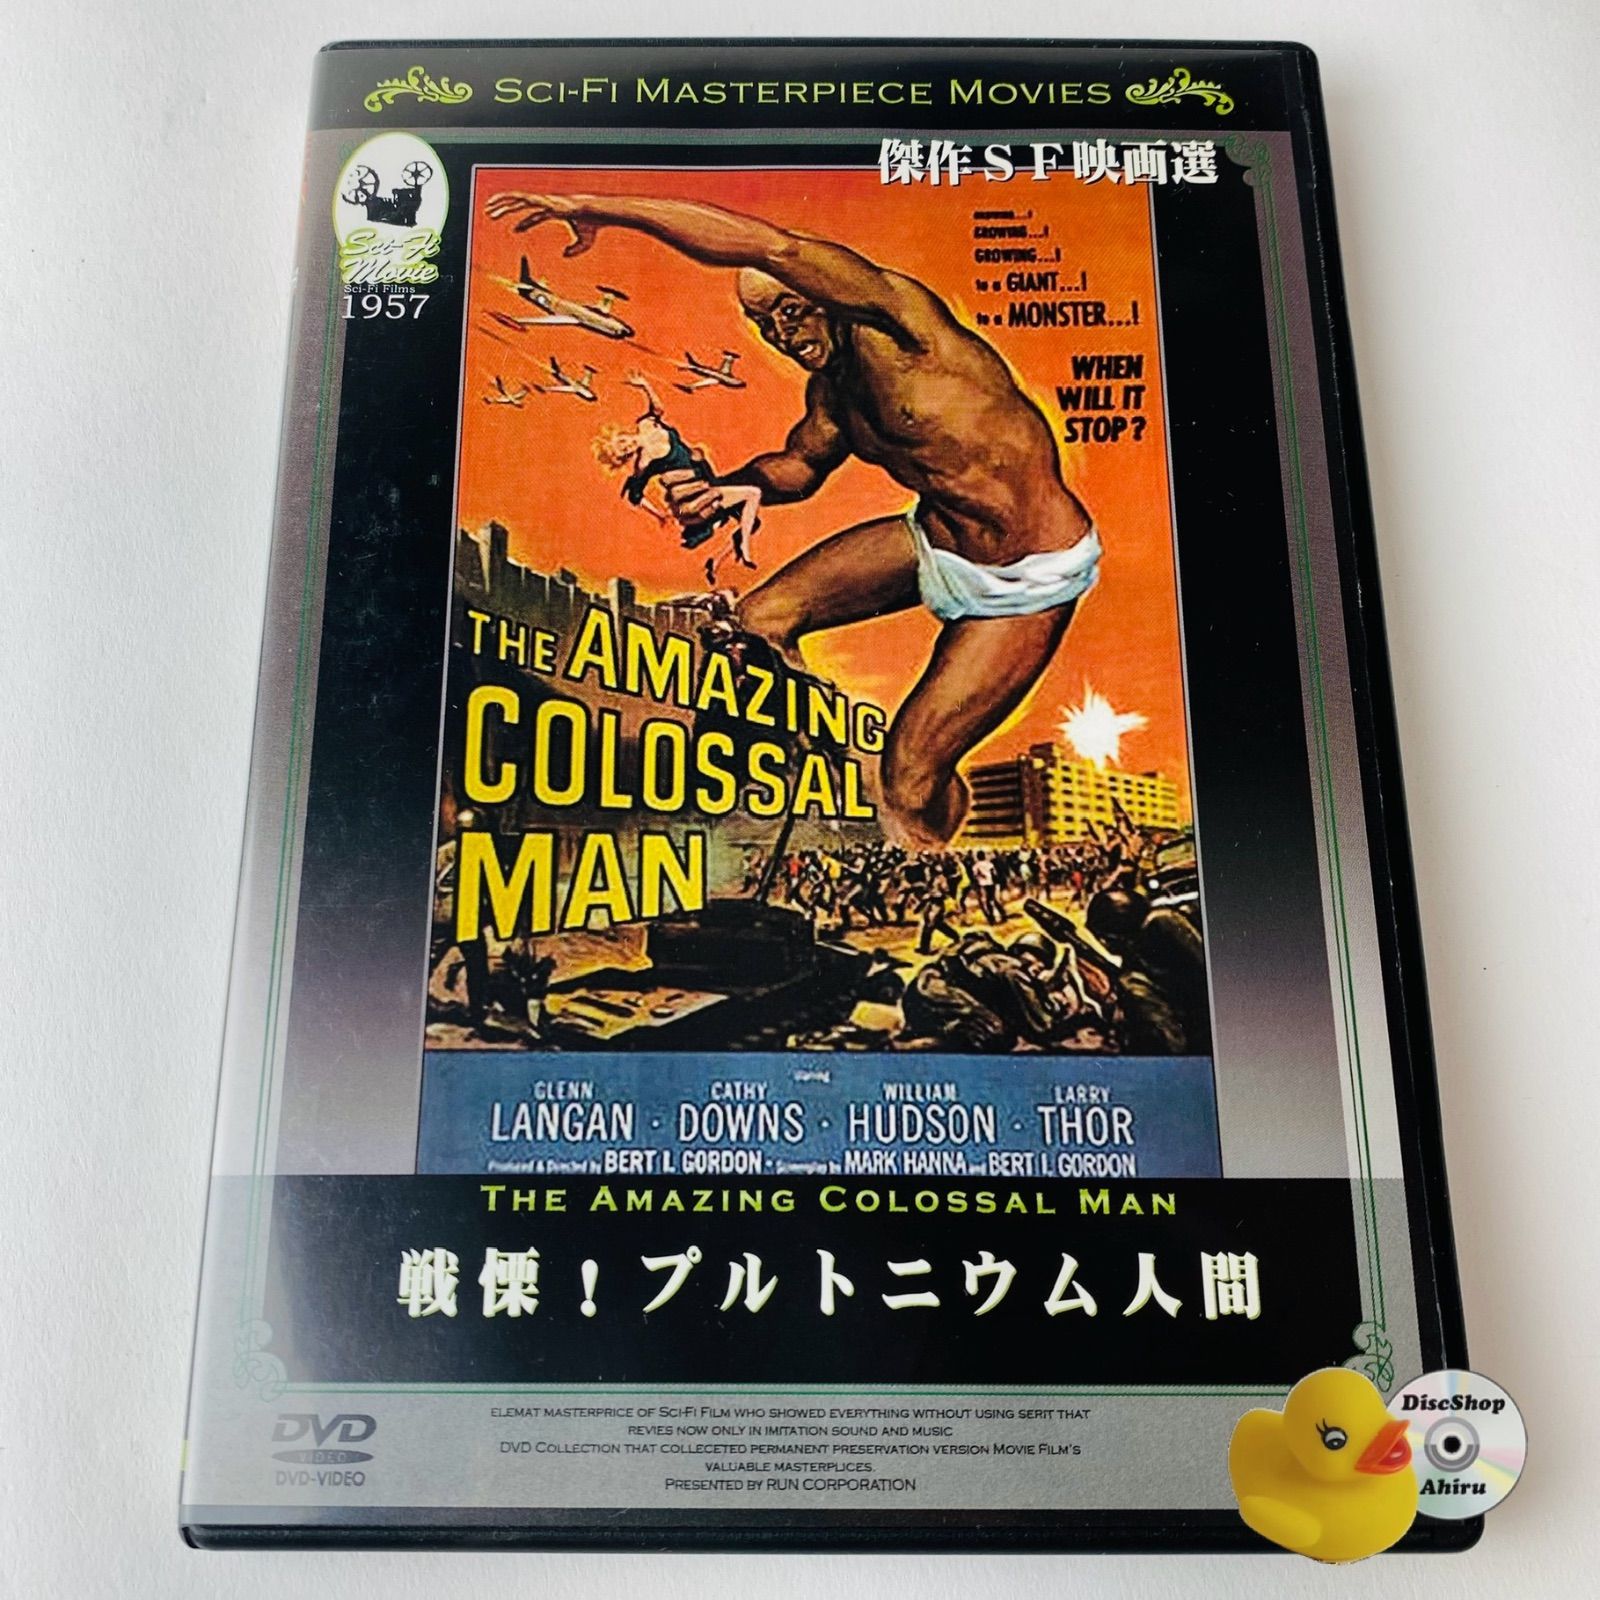 SCI-FI MASTERPIECE MOVIES
傑作SF映画選
Sci-Fi
Movie
Sci-Fi Films
1957
GROWING...!
GROWING...!
GROWING...!
to a GIANT...!
to a MONSTER...!
WHEN
WILL IT
STOP?
THE AMAZING
COLOSSAL
MAN
starring
GLENN LANGAN · CATHY DOWNS · WILLIAM HUDSON · LARRY THOR
Produced & Directed by BERT I. GORDON · Screenplay by MARK HANNA and BERT I. GORDON
THE AMAZING COLOSSAL MAN
戦慄!プルトニウム人間
DVD
VIDEO
DVD-VIDEO
ELEMAT MASTERPRICE OF SCI-FI FILM WHO SHOWED EVERYTHING WITHOUT USING SERIT THAT
REVIES NOW ONLY IN IMITATION SOUND AND MUSIC
DVD COLLECTION THAT COLLECETED PERMANENT PRESERVATION VERSION MOVIE FILM'S
VALUABLE MASTERPLICES.
PRESENTED BY RUN CORPORATION
DiscShop
Ahiru